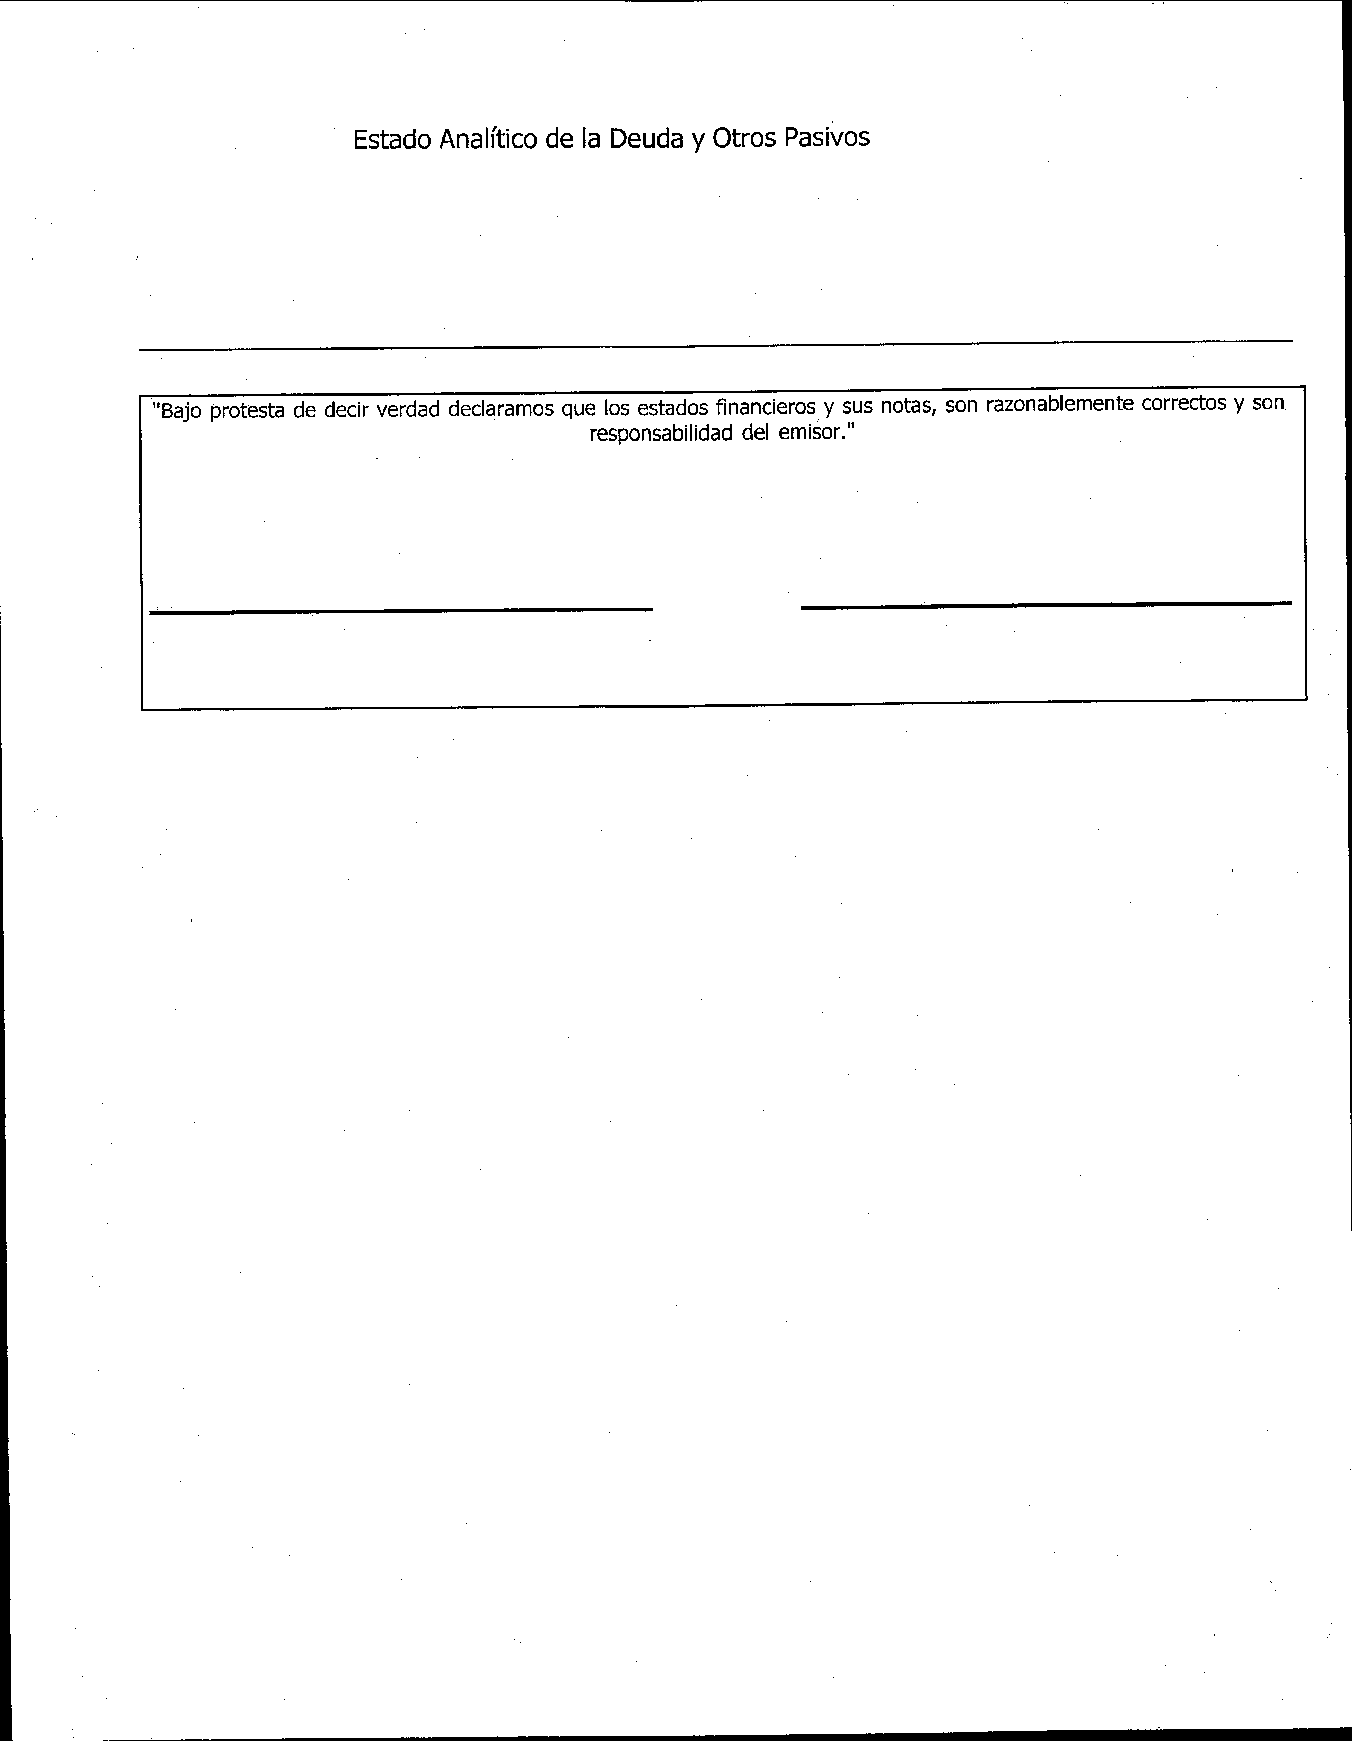 Estado Analítico de la Deuda y Otros Pasivos
"Bajo protesta de decir verdad declaramos que los estados financieros y sus notas, son razonablemente correctos y son
responsabilidad del emisor."